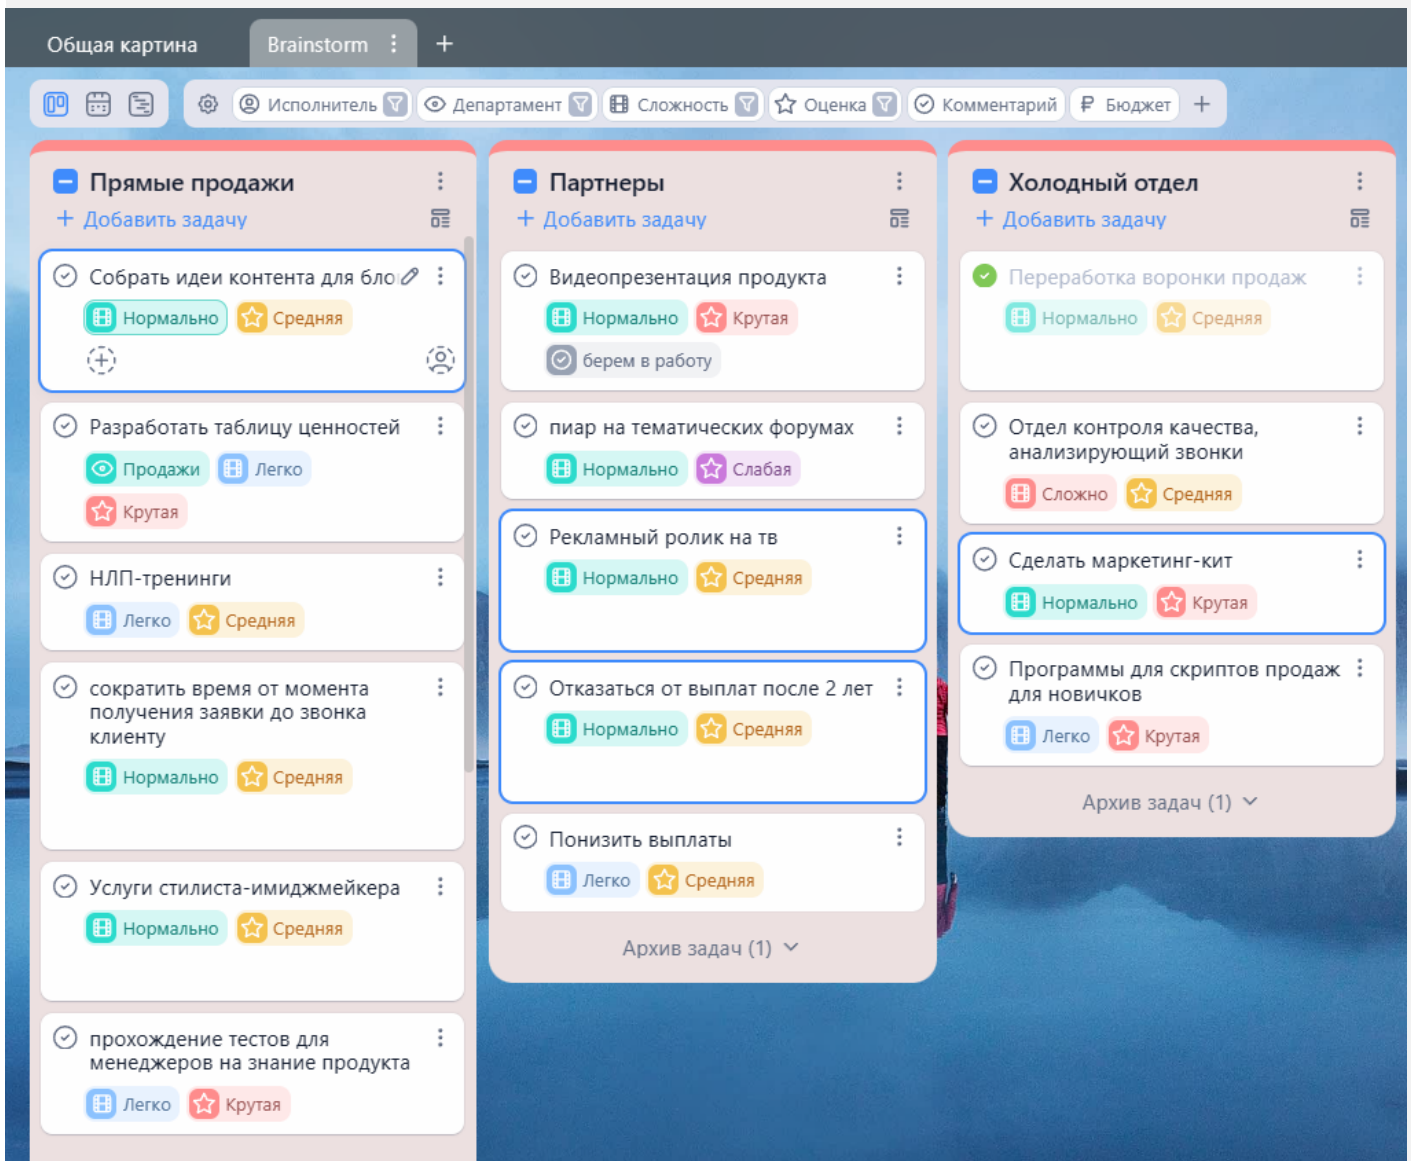 Общая картина
Brainstorm
Исполнитель
Департамент
Сложность
Оценка
Комментарий
₽ Бюджет
Прямые продажи
Добавить задачу
Собрать идеи контента для бло
Нормально
Средняя
Разработать таблицу ценностей
Продажи
Легко
Крутая
НЛП-тренинги
Легко
Средняя
сократить время от момента
получения заявки до звонка
клиенту
Нормально
Средняя
Услуги стилиста-имиджмейкера
Нормально
Средняя
прохождение тестов для
менеджеров на знание продукта
Легко
Крутая
Партнеры
Добавить задачу
Видеопрезентация продукта
Нормально
Крутая
берем в работу
пиар на тематических форумах
Нормально
Слабая
Рекламный ролик на тв
Нормально
Средняя
Отказаться от выплат после 2 лет
Нормально
Средняя
Понизить выплаты
Легко
Средняя
Архив задач (1)
Холодный отдел
Добавить задачу
Переработка воронки продаж
Нормально
Средняя
Отдел контроля качества,
анализирующий звонки
Сложно
Средняя
Сделать маркетинг-кит
Нормально
Крутая
Программы для скриптов продаж
для новичков
Легко
Крутая
Архив задач (1)